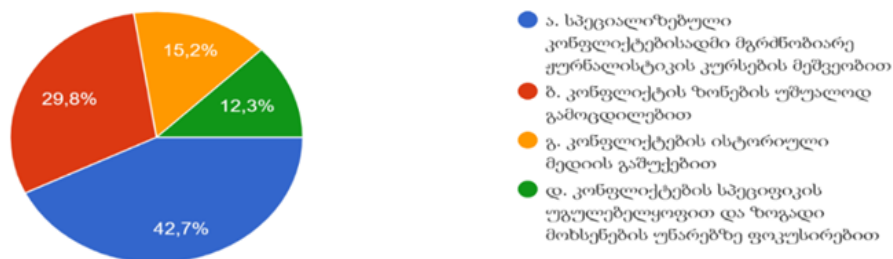 15,2%
29,8%
12,3%
42,7%
ა. სპეციალიზებული
კონფლიქტებისადმი მგრძნობიარე
ჟურნალისტიკის კურსების მეშვეობით
ბ. კონფლიქტის ზონების უშუალოდ
გამოცდილებით
გ. კონფლიქტების ისტორიული
მედიის გაშუქებით
დ. კონფლიქტების სპეციფიკის
უგულებელყოფით და ზოგადი
მოხსენების უნარებზე ფოკუსირებით